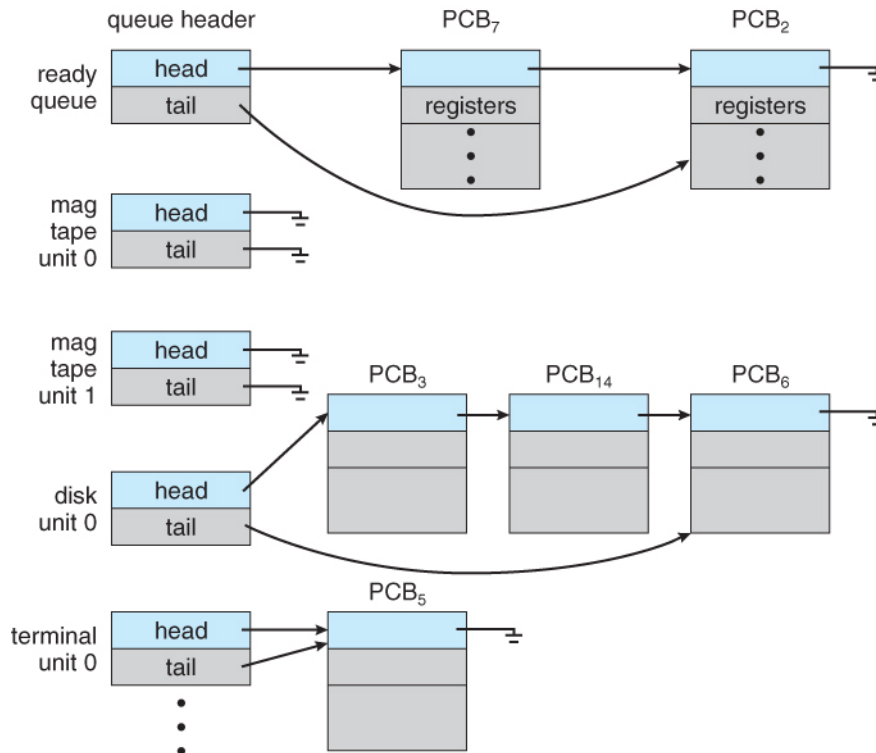 queue header
PCB₇
PCB₂
ready
queue
head
tail
registers
registers
mag
tape
unit 0
head
tail
mag
tape
unit 1
head
tail
PCB₃
PCB₁₄
PCB₆
disk
unit 0
head
tail
PCB₅
terminal
unit 0
head
tail